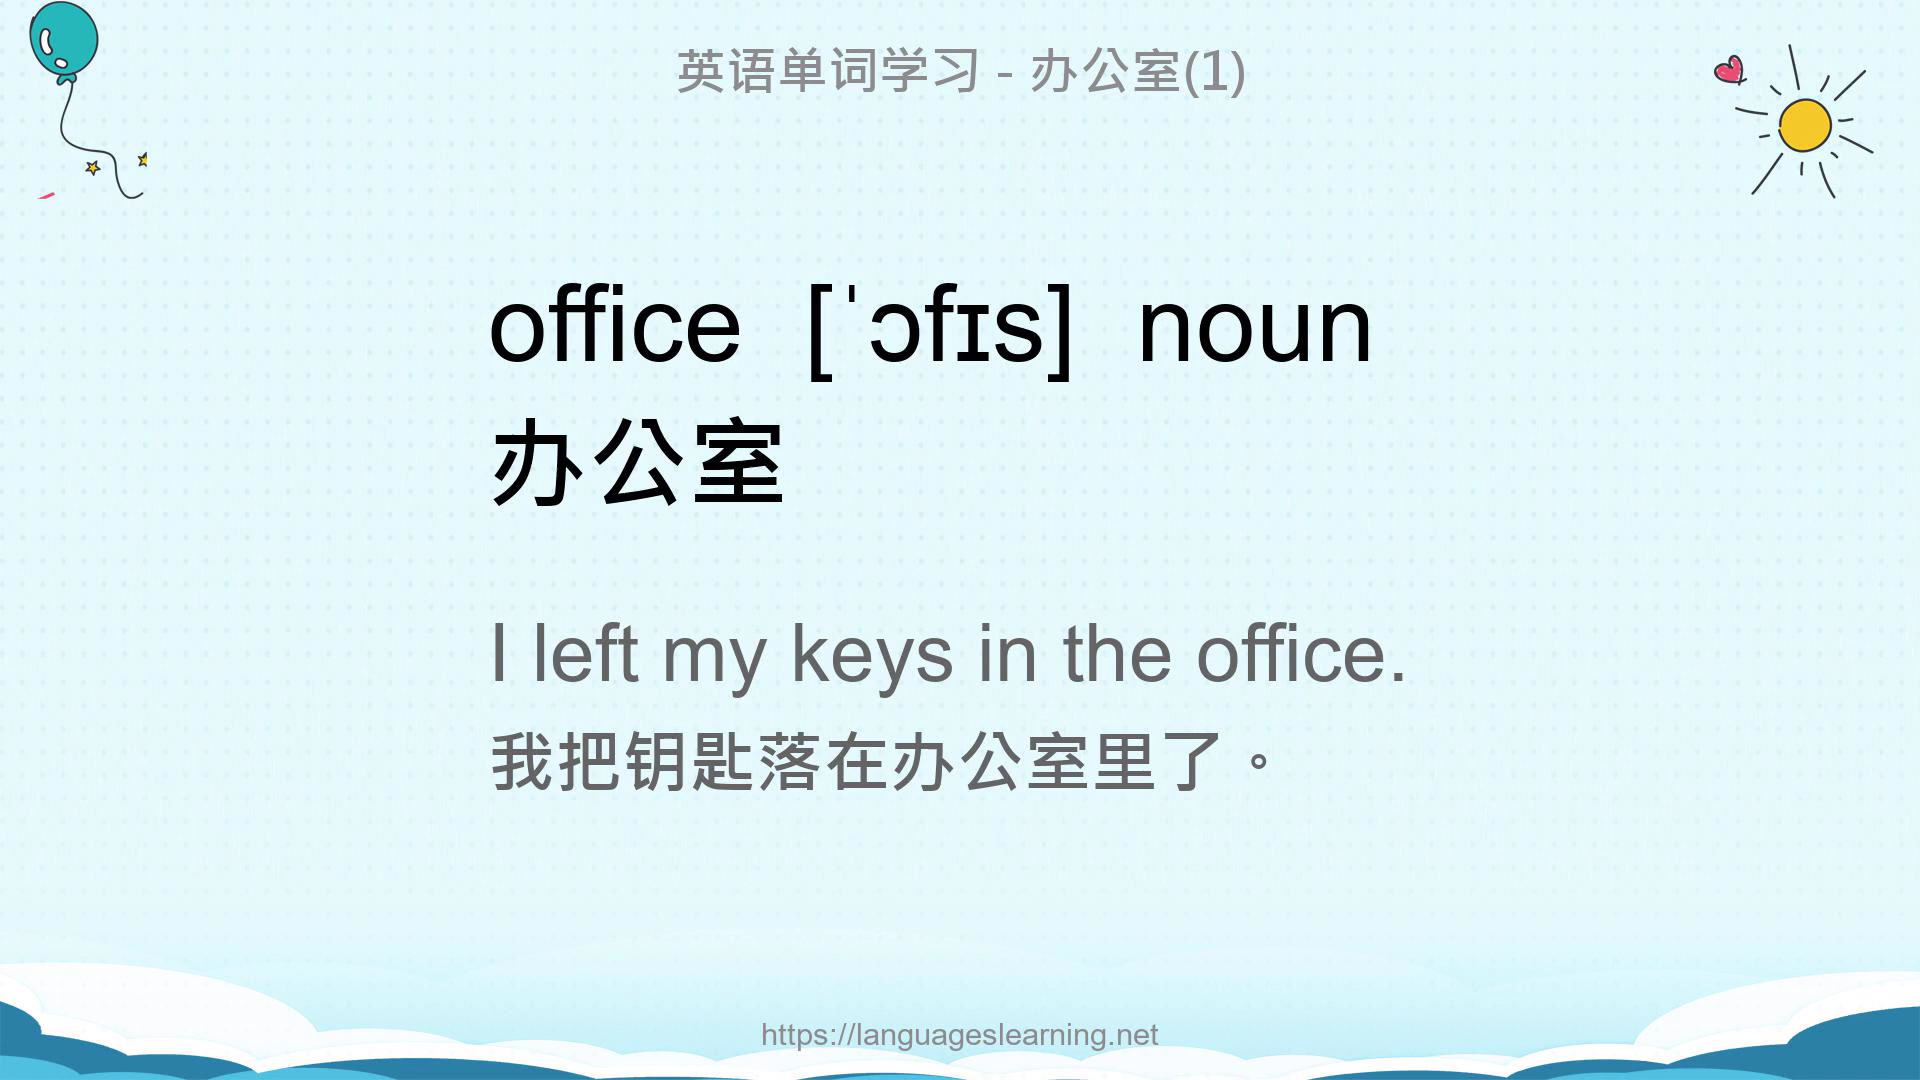 英语单词学习 - 办公室(1)
office [ˈɔfɪs] noun
办公室
I left my keys in the office.
我把钥匙落在办公室里了。
https://languageslearning.net